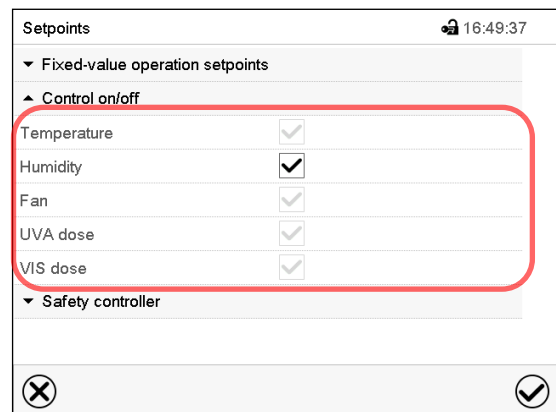 Setpoints 16:49:37
Fixed-value operation setpoints
Control on/off
Temperature
Humidity
Fan
UVA dose
VIS dose
Safety controller